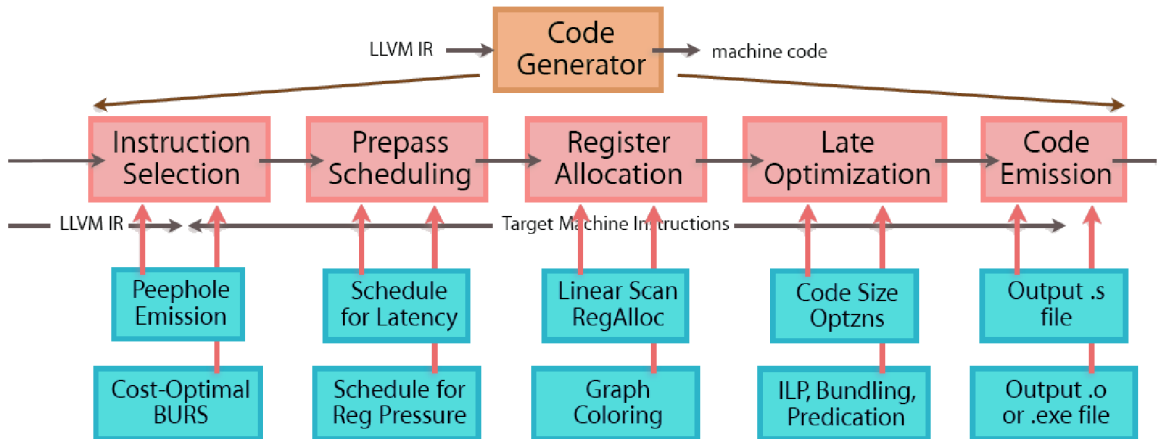 Code
Generator
LLVM IR
machine code
Instruction
Selection
Prepass
Scheduling
Register
Allocation
Late
Optimization
Code
Emission
LLVM IR
Target Machine Instructions
Peephole
Emission
Schedule
for Latency
Linear Scan
RegAlloc
Code Size
Optzns
Output .s
file
Cost-Optimal
BURS
Schedule for
Reg Pressure
Graph
Coloring
ILP, Bundling,
Predication
Output .o
or .exe file